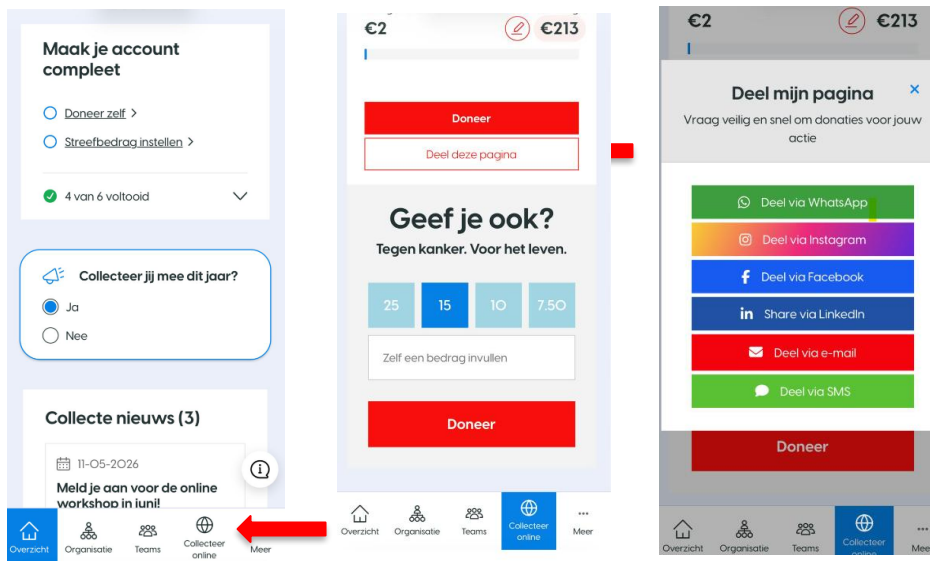 Maak je account
compleet
Doneer zelf >
Streefbedrag instellen >
4 van 6 voltooid
Collecteer jij mee dit jaar?
Ja
Nee
Collecte nieuws (3)
11-05-2026
Meld je aan voor de online
workshop in juni!
Overzicht
Organisatie
Teams
Collecteer
online
Meer
€2
€213
Doneer
Deel deze pagina
Geef je ook?
Tegen kanker. Voor het leven.
25
15
10
7.50
Zelf een bedrag invullen
Doneer
Overzicht
Organisatie
Teams
Collecteer
online
Meer
€2
€213
Deel mijn pagina
Vraag veilig en snel om donaties voor jouw
actie
Deel via WhatsApp
Deel via Instagram
Deel via Facebook
Share via LinkedIn
Deel via e-mail
Deel via SMS
Doneer
Overzicht
Organisatie
Teams
Collecteer
online
Mee